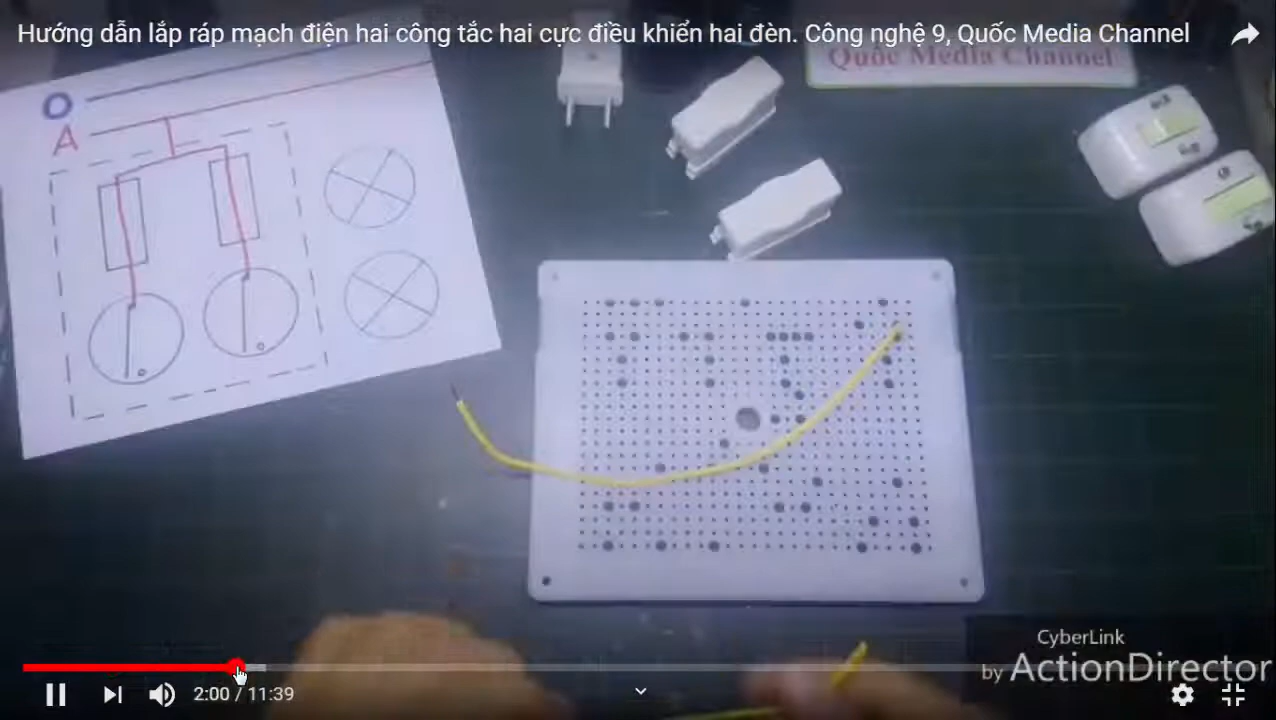 Hướng dẫn lắp ráp mạch điện hai công tắc hai cực điều khiển hai đèn. Công nghệ 9, Quốc Media Channel
Quốc Media Channel
O
A
CyberLink
by ActionDirector
2:00 / 11:39